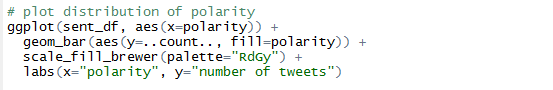 # plot distribution of polarity
ggplot(sent_df, aes(x=polarity)) +
  geom_bar(aes(y=..count.., fill=polarity)) +
  scale_fill_brewer(palette="RdGy") +
  labs(x="polarity", y="number of tweets")